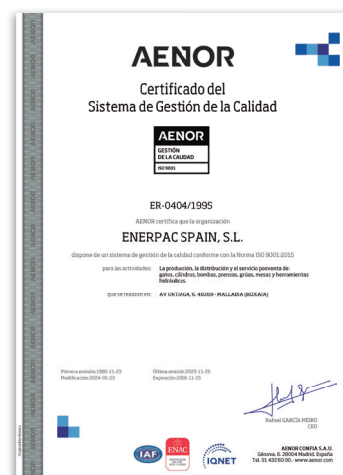 AENOR
Certificado del
Sistema de Gestión de la Calidad
AENOR
GESTIÓN
DE LA CALIDAD
ISO 9001
ER-0404/1995
AENOR certifica que la organización
ENERPAC SPAIN, S.L.
dispone de un sistema de gestión de la calidad conforme con la Norma ISO 9001:2015
para las actividades: La producción, la distribución y el servicio posventa de:
gatos, cilindros, bombas, prensas, grúas, mesas y herramientas
hidráulicas.
que se realizan en: AV URTIAGA, 6. 48269 - MALLABIA (BIZKAIA)
Primera emisión: 1995-11-23
Modificación: 2024-05-23
Última emisión: 2023-11-23
Expiración: 2026-11-23
Rafael GARCÍA MEIRO
CEO
IAF
ENAC
IQNET
AENOR CONFIA S.A.U.
Génova, 6. 28004 Madrid. España
Tel. 91 432 60 00.- www.aenor.com